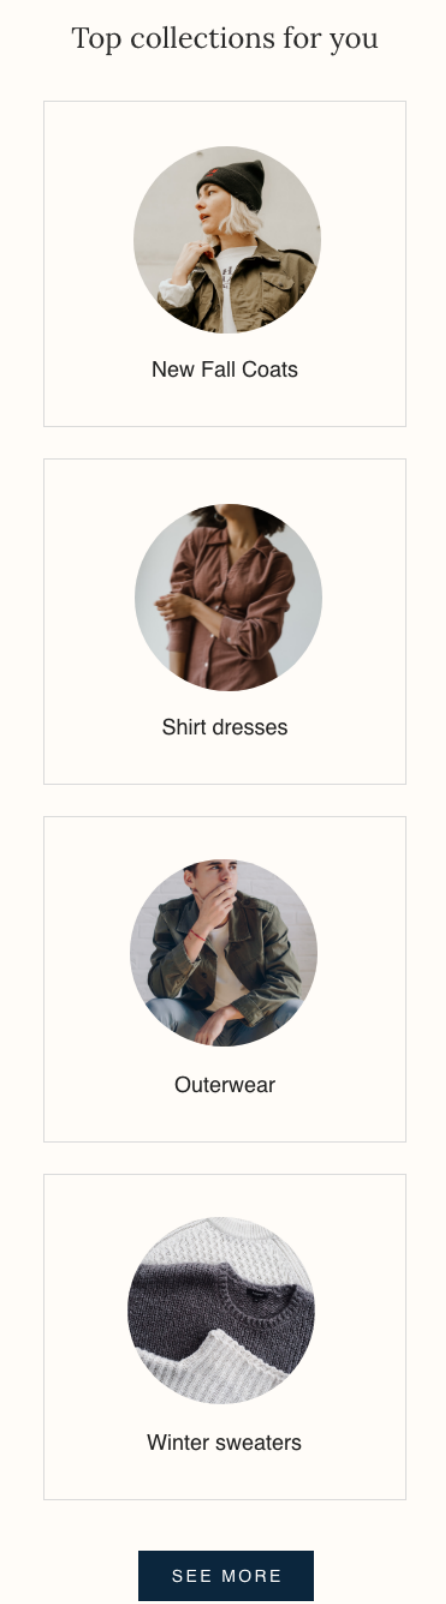 Top collections for you
New Fall Coats
Shirt dresses
Outerwear
Winter sweaters
SEE MORE